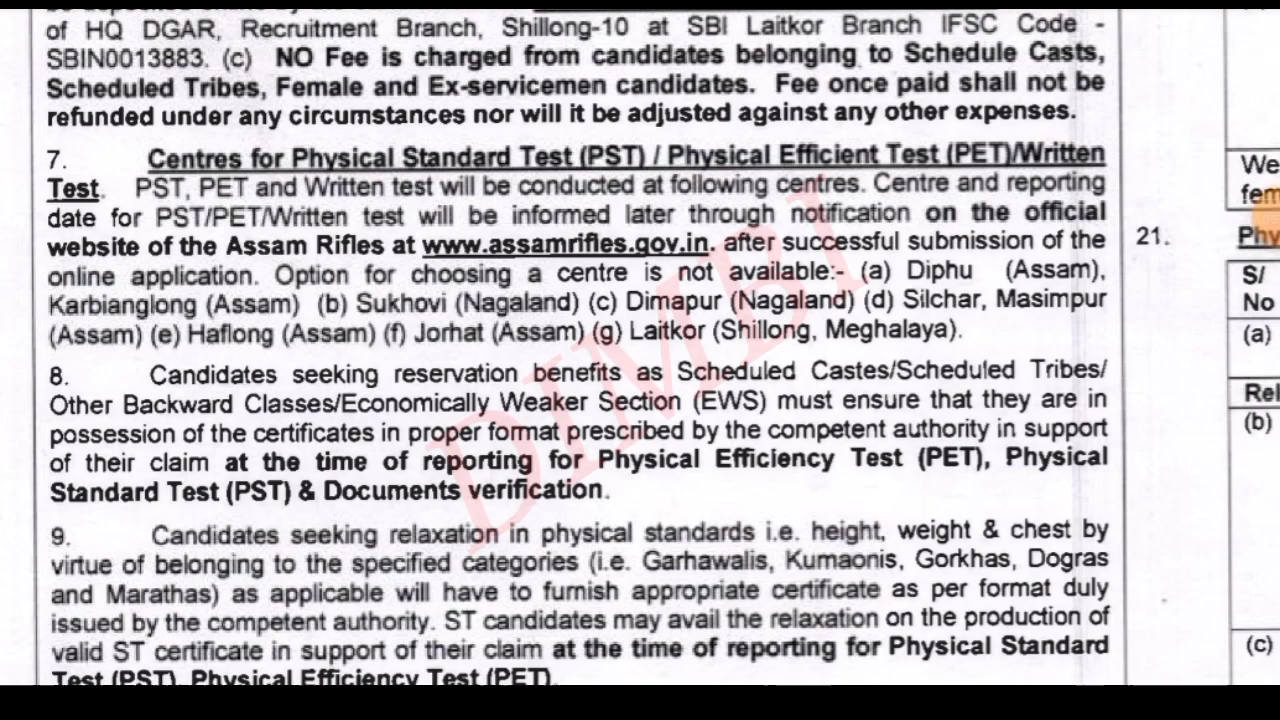 of HQ DGAR, Recruitment Branch, Shillong-10 at SBI Laitkor Branch IFSC Code -
SBIN0013883. (c) NO Fee is charged from candidates belonging to Schedule Casts,
Scheduled Tribes, Female and Ex-servicemen candidates. Fee once paid shall not be
refunded under any circumstances nor will it be adjusted against any other expenses.
7. Centres for Physical Standard Test (PST) / Physical Efficient Test (PET)/Written
Test. PST, PET and Written test will be conducted at following centres. Centre and reporting
date for PST/PET/Written test will be informed later through notification on the official
website of the Assam Rifles at www.assamrifles.gov.in. after successful submission of the
online application. Option for choosing a centre is not available:- (a) Diphu (Assam),
Karbianglong (Assam) (b) Sukhovi (Nagaland) (c) Dimapur (Nagaland) (d) Silchar, Masimpur
(Assam) (e) Haflong (Assam) (f) Jorhat (Assam) (g) Laitkor (Shillong, Meghalaya).
8. Candidates seeking reservation benefits as Scheduled Castes/Scheduled Tribes/
Other Backward Classes/Economically Weaker Section (EWS) must ensure that they are in
possession of the certificates in proper format prescribed by the competent authority in support
of their claim at the time of reporting for Physical Efficiency Test (PET), Physical
Standard Test (PST) & Documents verification.
9. Candidates seeking relaxation in physical standards i.e. height, weight & chest by
virtue of belonging to the specified categories (i.e. Garhawalis, Kumaonis, Gorkhas, Dogras
and Marathas) as applicable will have to furnish appropriate certificate as per format duly
issued by the competent authority. ST candidates may avail the relaxation on the production of
valid ST certificate in support of their claim at the time of reporting for Physical Standard
Test (PST), Physical Efficiency Test (PET).
DIMBI
We
fem
21. Phy
S/
No
(a)
Rel
(b)
(c)